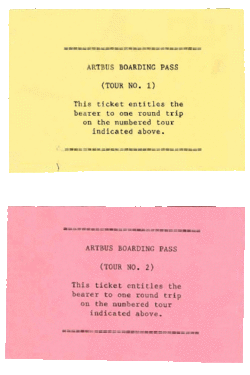 ARTBUS BOARDING PASS
(TOUR NO. 1)
This ticket entitles the
bearer to one round trip
on the numbered tour
indicated above.
ARTBUS BOARDING PASS
(TOUR NO. 2)
This ticket entitles the
bearer to one round trip
on the numbered tour
indicated above.